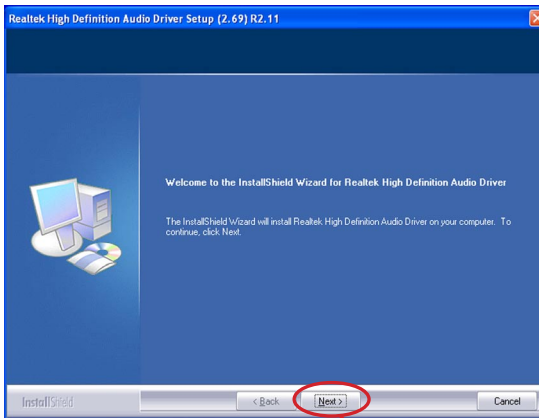 Realtek High Definition Audio Driver Setup (2.69) R2.11
Welcome to the InstallShield Wizard for Realtek High Definition Audio Driver
The InstallShield Wizard will install Realtek High Definition Audio Driver on your computer. To
continue, click Next.
InstallShield
< Back
Next >
Cancel